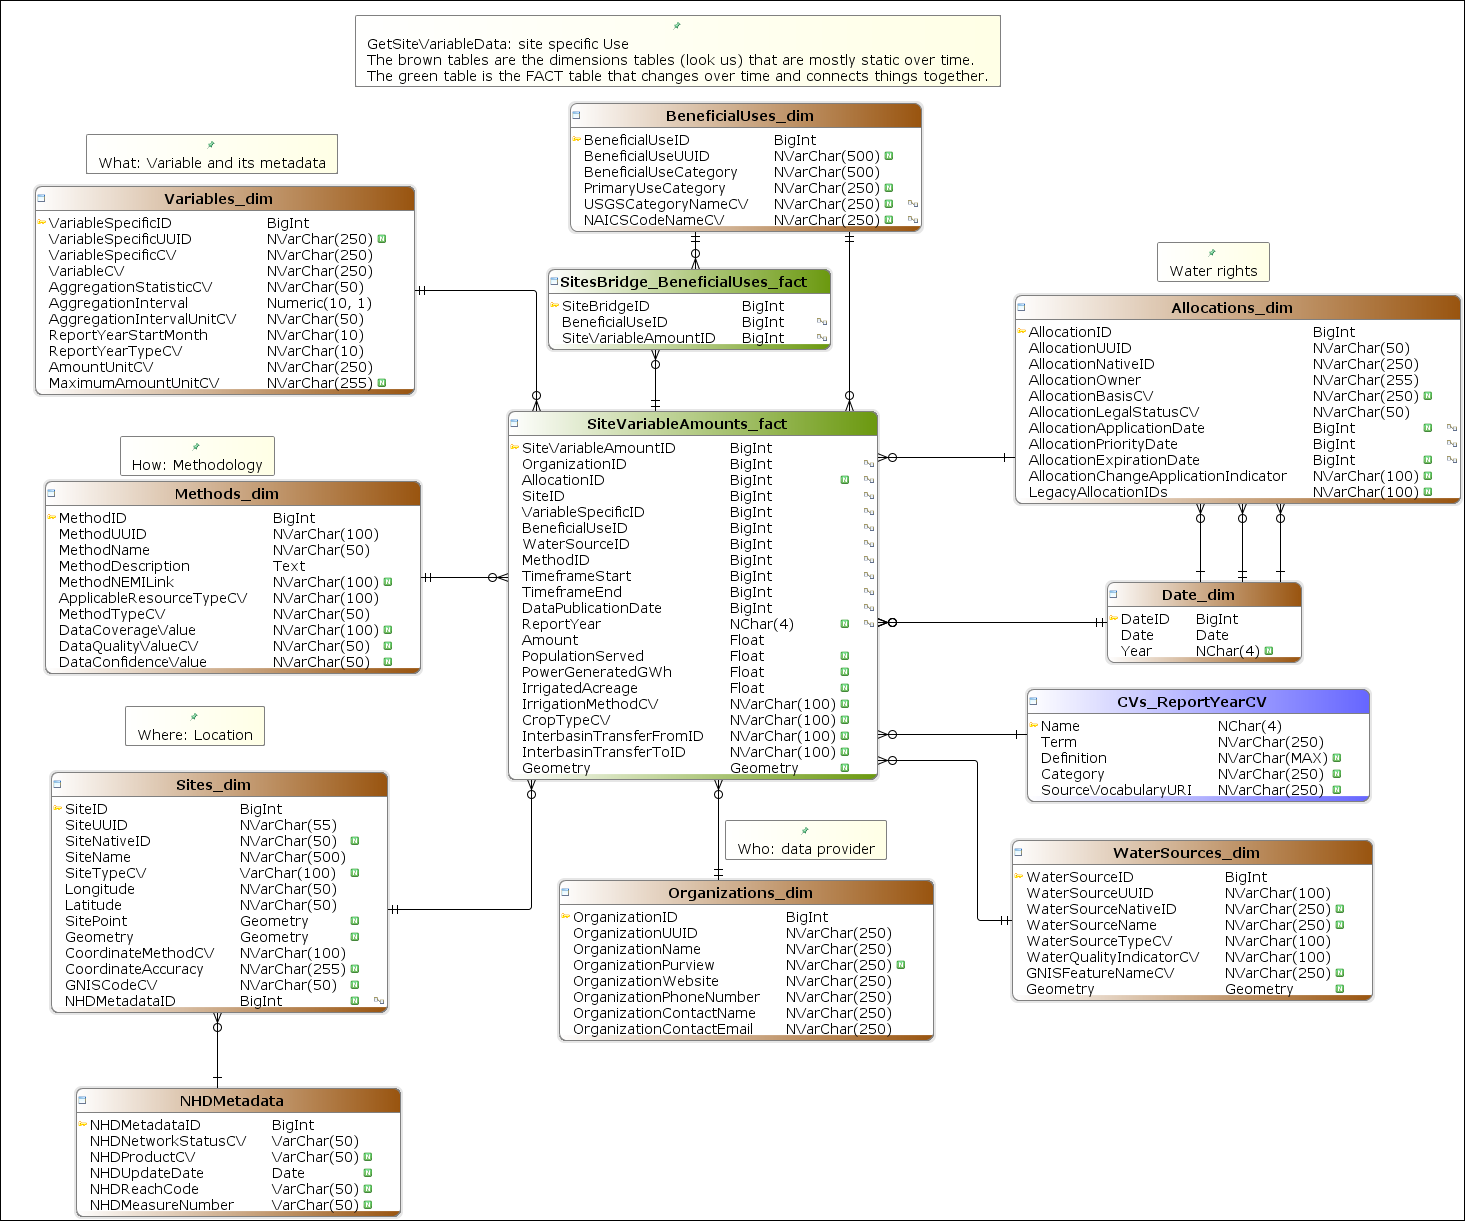 GetSiteVariableData: site specific Use
The brown tables are the dimensions tables (look us) that are mostly static over time.
The green table is the FACT table that changes over time and connects things together.
BeneficialUses_dim
BeneficialUseID BigInt
BeneficialUseUUID NVarChar(500) N
BeneficialUseCategory NVarChar(500)
PrimaryUseCategory NVarChar(250) N
USGSCategoryNameCV NVarChar(250) N
NAICSCodeNameCV NVarChar(250) N
What: Variable and its metadata
Variables_dim
VariableSpecificID BigInt
VariableSpecificUUID NVarChar(250) N
VariableSpecificCV NVarChar(250)
VariableCV NVarChar(250)
AggregationStatisticCV NVarChar(50)
AggregationInterval Numeric(10, 1)
AggregationIntervalUnitCV NVarChar(50)
ReportYearStartMonth NVarChar(10)
ReportYearTypeCV NVarChar(10)
AmountUnitCV NVarChar(250)
MaximumAmountUnitCV NVarChar(255) N
SitesBridge_BeneficialUses_fact
SiteBridgeID BigInt
BeneficialUseID BigInt
SiteVariableAmountID BigInt
Water rights
Allocations_dim
AllocationID BigInt
AllocationUUID NVarChar(50)
AllocationNativeID NVarChar(250)
AllocationOwner NVarChar(255)
AllocationBasisCV NVarChar(250) N
AllocationLegalStatusCV NVarChar(50)
AllocationApplicationDate BigInt N
AllocationPriorityDate BigInt
AllocationExpirationDate BigInt N
AllocationChangeApplicationIndicator NVarChar(100) N
LegacyAllocationIDs NVarChar(100) N
SiteVariableAmounts_fact
SiteVariableAmountID BigInt
OrganizationID BigInt
AllocationID BigInt N
SiteID BigInt
VariableSpecificID BigInt
BeneficialUseID BigInt
WaterSourceID BigInt
MethodID BigInt
TimeframeStart BigInt
TimeframeEnd BigInt
DataPublicationDate BigInt
ReportYear NChar(4) N
Amount Float
PopulationServed Float N
PowerGeneratedGWh Float N
IrrigatedAcreage Float N
IrrigationMethodCV NVarChar(100) N
CropTypeCV NVarChar(100) N
InterbasinTransferFromID NVarChar(100) N
InterbasinTransferToID NVarChar(100) N
Geometry Geometry N
How: Methodology
Methods_dim
MethodID BigInt
MethodUUID NVarChar(100)
MethodName NVarChar(50)
MethodDescription Text
MethodNEMILink NVarChar(100) N
ApplicableResourceTypeCV NVarChar(100)
MethodTypeCV NVarChar(50)
DataCoverageValue NVarChar(100) N
DataQualityValueCV NVarChar(50) N
DataConfidenceValue NVarChar(50) N
Date_dim
DateID BigInt
Date Date
Year NChar(4) N
CVs_ReportYearCV
Name NChar(4)
Term NVarChar(250)
Definition NVarChar(MAX) N
Category NVarChar(250) N
SourceVocabularyURI NVarChar(250) N
Where: Location
Sites_dim
SiteID BigInt
SiteUUID NVarChar(55)
SiteNativeID NVarChar(50) N
SiteName NVarChar(500)
SiteTypeCV VarChar(100) N
Longitude NVarChar(50)
Latitude NVarChar(50)
SitePoint Geometry N
Geometry Geometry N
CoordinateMethodCV NVarChar(100)
CoordinateAccuracy NVarChar(255) N
GNISCodeCV NVarChar(50) N
NHDMetadataID BigInt N
Who: data provider
Organizations_dim
OrganizationID BigInt
OrganizationUUID NVarChar(250)
OrganizationName NVarChar(250)
OrganizationPurview NVarChar(250) N
OrganizationWebsite NVarChar(250)
OrganizationPhoneNumber NVarChar(250)
OrganizationContactName NVarChar(250)
OrganizationContactEmail NVarChar(250)
WaterSources_dim
WaterSourceID BigInt
WaterSourceUUID NVarChar(100)
WaterSourceNativeID NVarChar(250) N
WaterSourceName NVarChar(250) N
WaterSourceTypeCV NVarChar(100)
WaterQualityIndicatorCV NVarChar(100)
GNISFeatureNameCV NVarChar(250) N
Geometry Geometry N
NHDMetadata
NHDMetadataID BigInt
NHDNetworkStatusCV VarChar(50)
NHDProductCV VarChar(50) N
NHDUpdateDate Date N
NHDReachCode VarChar(50) N
NHDMeasureNumber VarChar(50) N